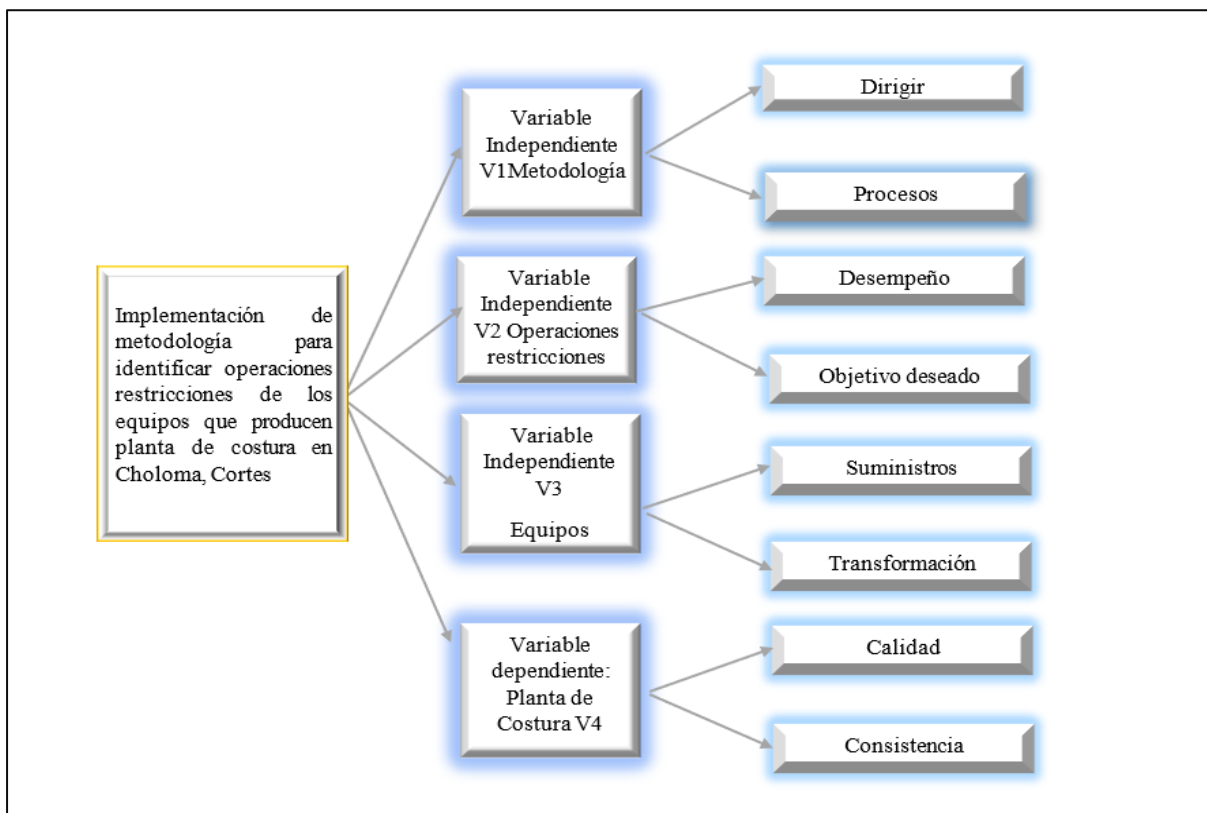 Implementación de
metodología para
identificar operaciones
restricciones de los
equipos que producen
planta de costura en
Choloma, Cortes
Variable
Independiente
V1Metodología
Dirigir
Procesos
Variable
Independiente
V2 Operaciones
restricciones
Desempeño
Objetivo deseado
Variable
Independiente
V3
Equipos
Suministros
Transformación
Variable
dependiente:
Planta de
Costura V4
Calidad
Consistencia